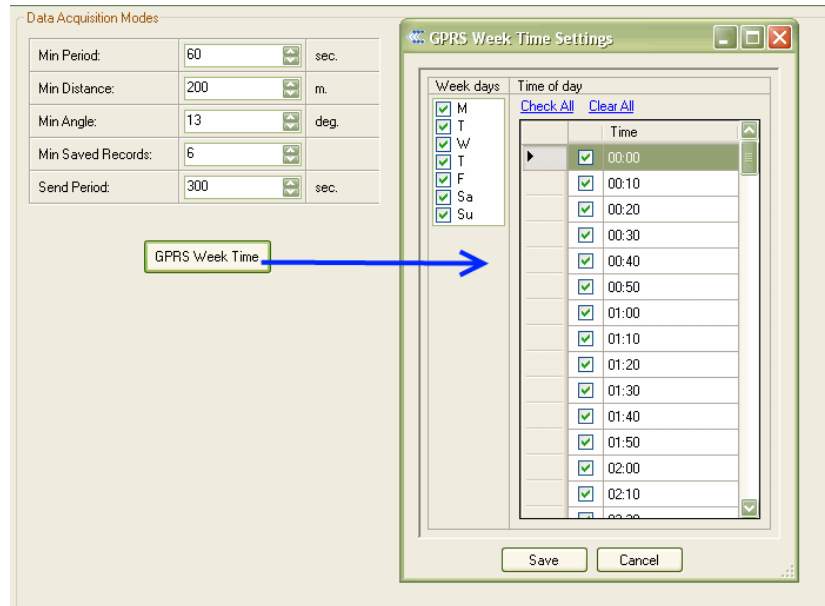 Data Acquisition Modes
Min Period: 60 sec.
Min Distance: 200 m.
Min Angle: 13 deg.
Min Saved Records: 6
Send Period: 300 sec.
GPRS Week Time
GPRS Week Time Settings
Week days
M
T
W
T
F
Sa
Su
Time of day
Check All Clear All
Time
00:00
00:10
00:20
00:30
00:40
00:50
01:00
01:10
01:20
01:30
01:40
01:50
02:00
02:10
Save Cancel